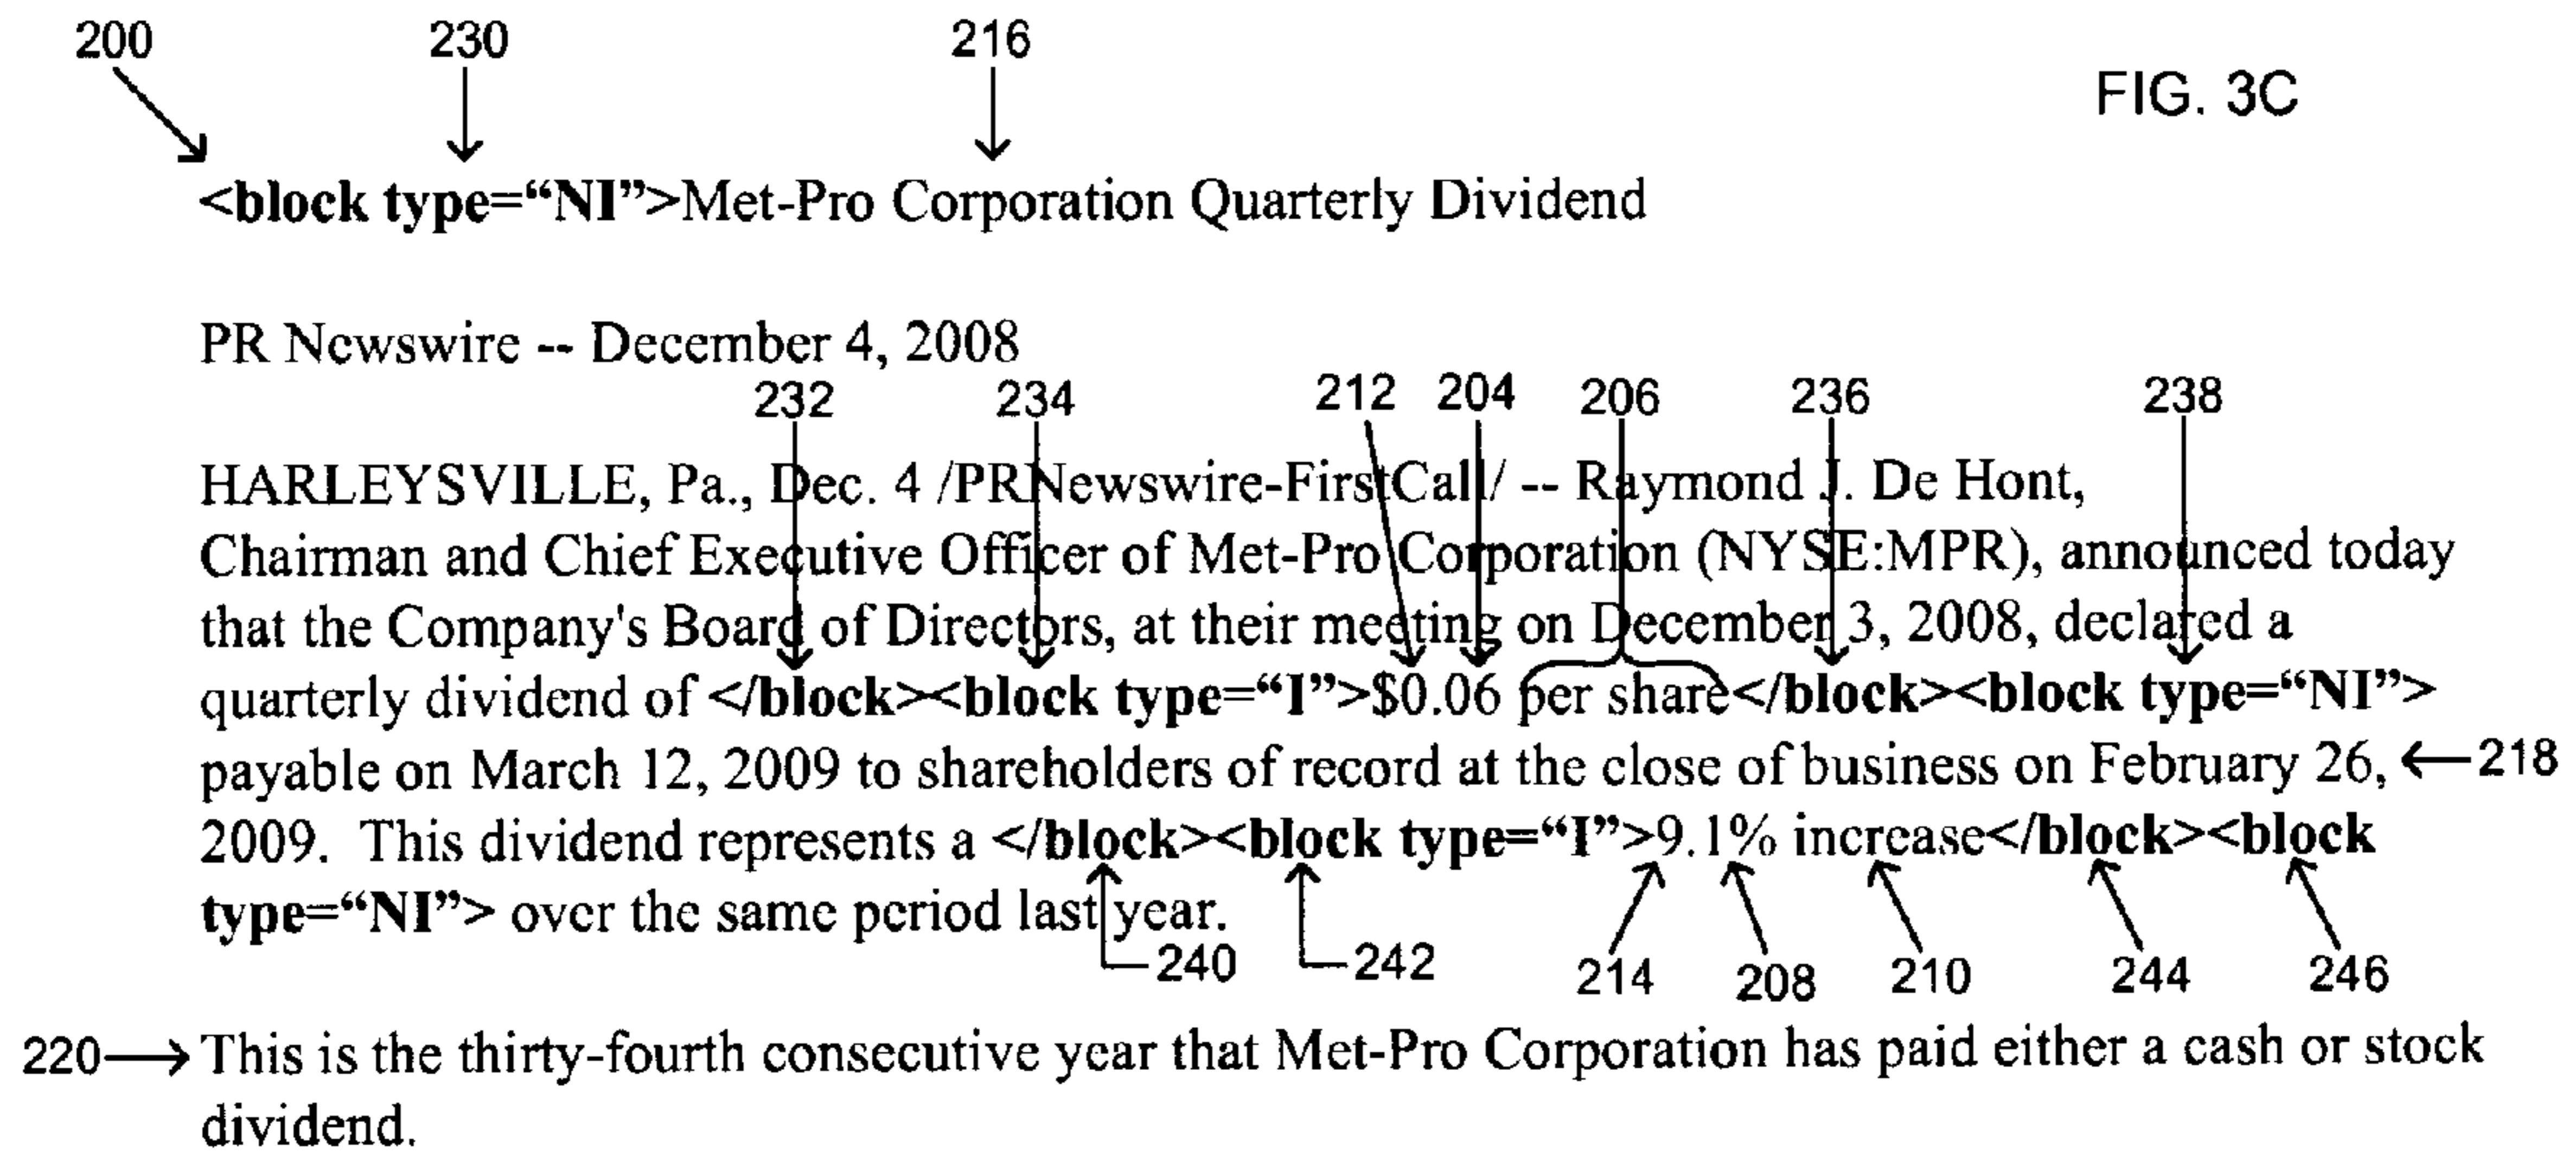 200 230 216
FIG. 3C
<block type=“NI”>Met-Pro Corporation Quarterly Dividend
PR Newswire -- December 4, 2008
232 234 212 204 206 236 238
HARLEYSVILLE, Pa., Dec. 4 /PRNewswire-FirstCall/ -- Raymond J. De Hont,
Chairman and Chief Executive Officer of Met-Pro Corporation (NYSE:MPR), announced today
that the Company's Board of Directors, at their meeting on December 3, 2008, declared a
quarterly dividend of </block><block type=“I”>$0.06 per share</block><block type=“NI”>
payable on March 12, 2009 to shareholders of record at the close of business on February 26, 218
2009. This dividend represents a </block><block type=“I”>9.1% increase</block><block
type=“NI”> over the same period last year.
240 242 214 208 210 244 246
220 This is the thirty-fourth consecutive year that Met-Pro Corporation has paid either a cash or stock
dividend.